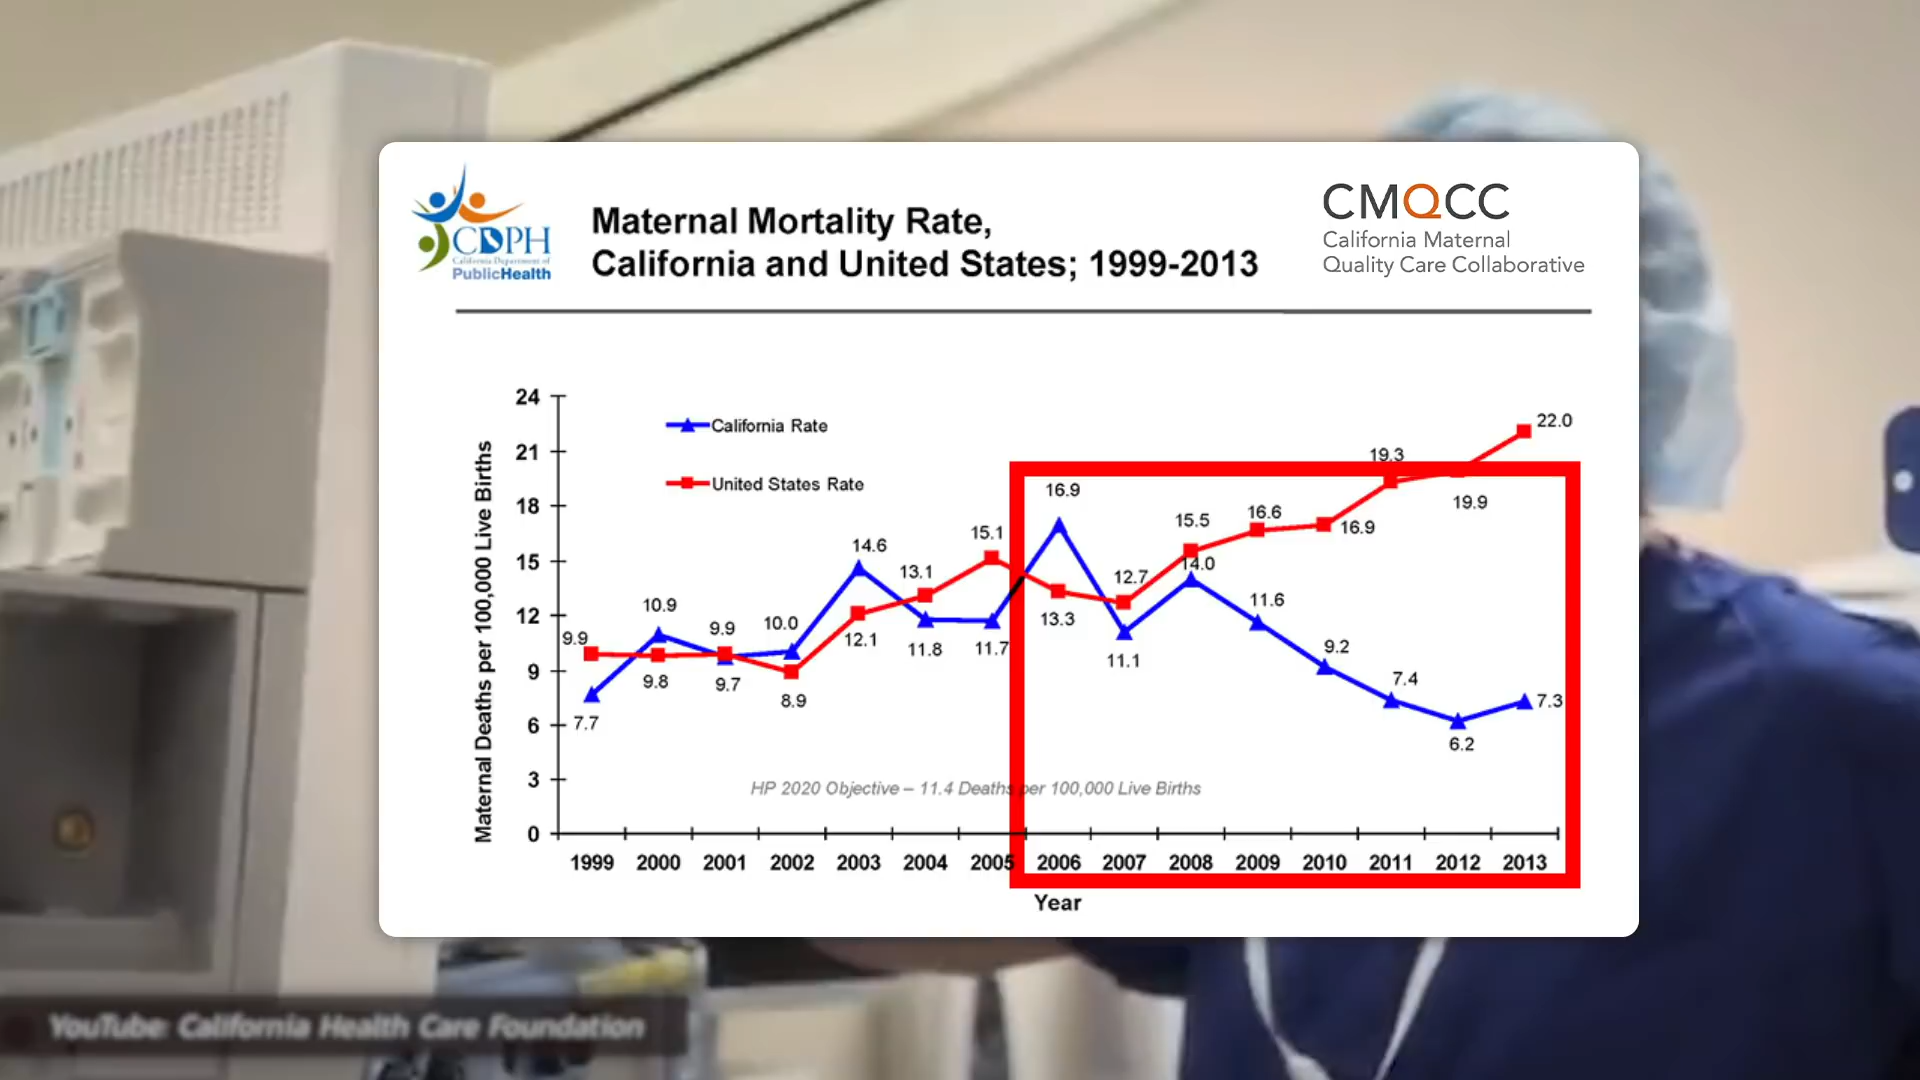 CDPH
California Department of
PublicHealth
Maternal Mortality Rate,
California and United States; 1999-2013
CMQCC
California Maternal
Quality Care Collaborative
Maternal Deaths per 100,000 Live Births
24
21
18
15
12
9
6
3
0
California Rate
United States Rate
9.9
7.7
10.9
9.8
9.9
9.7
10.0
8.9
14.6
12.1
13.1
11.8
15.1
11.7
16.9
13.3
12.7
11.1
15.5
14.0
16.6
11.6
16.9
9.2
19.3
7.4
19.9
6.2
22.0
7.3
HP 2020 Objective – 11.4 Deaths per 100,000 Live Births
1999 2000 2001 2002 2003 2004 2005 2006 2007 2008 2009 2010 2011 2012 2013
Year
YouTube: California Health Care Foundation